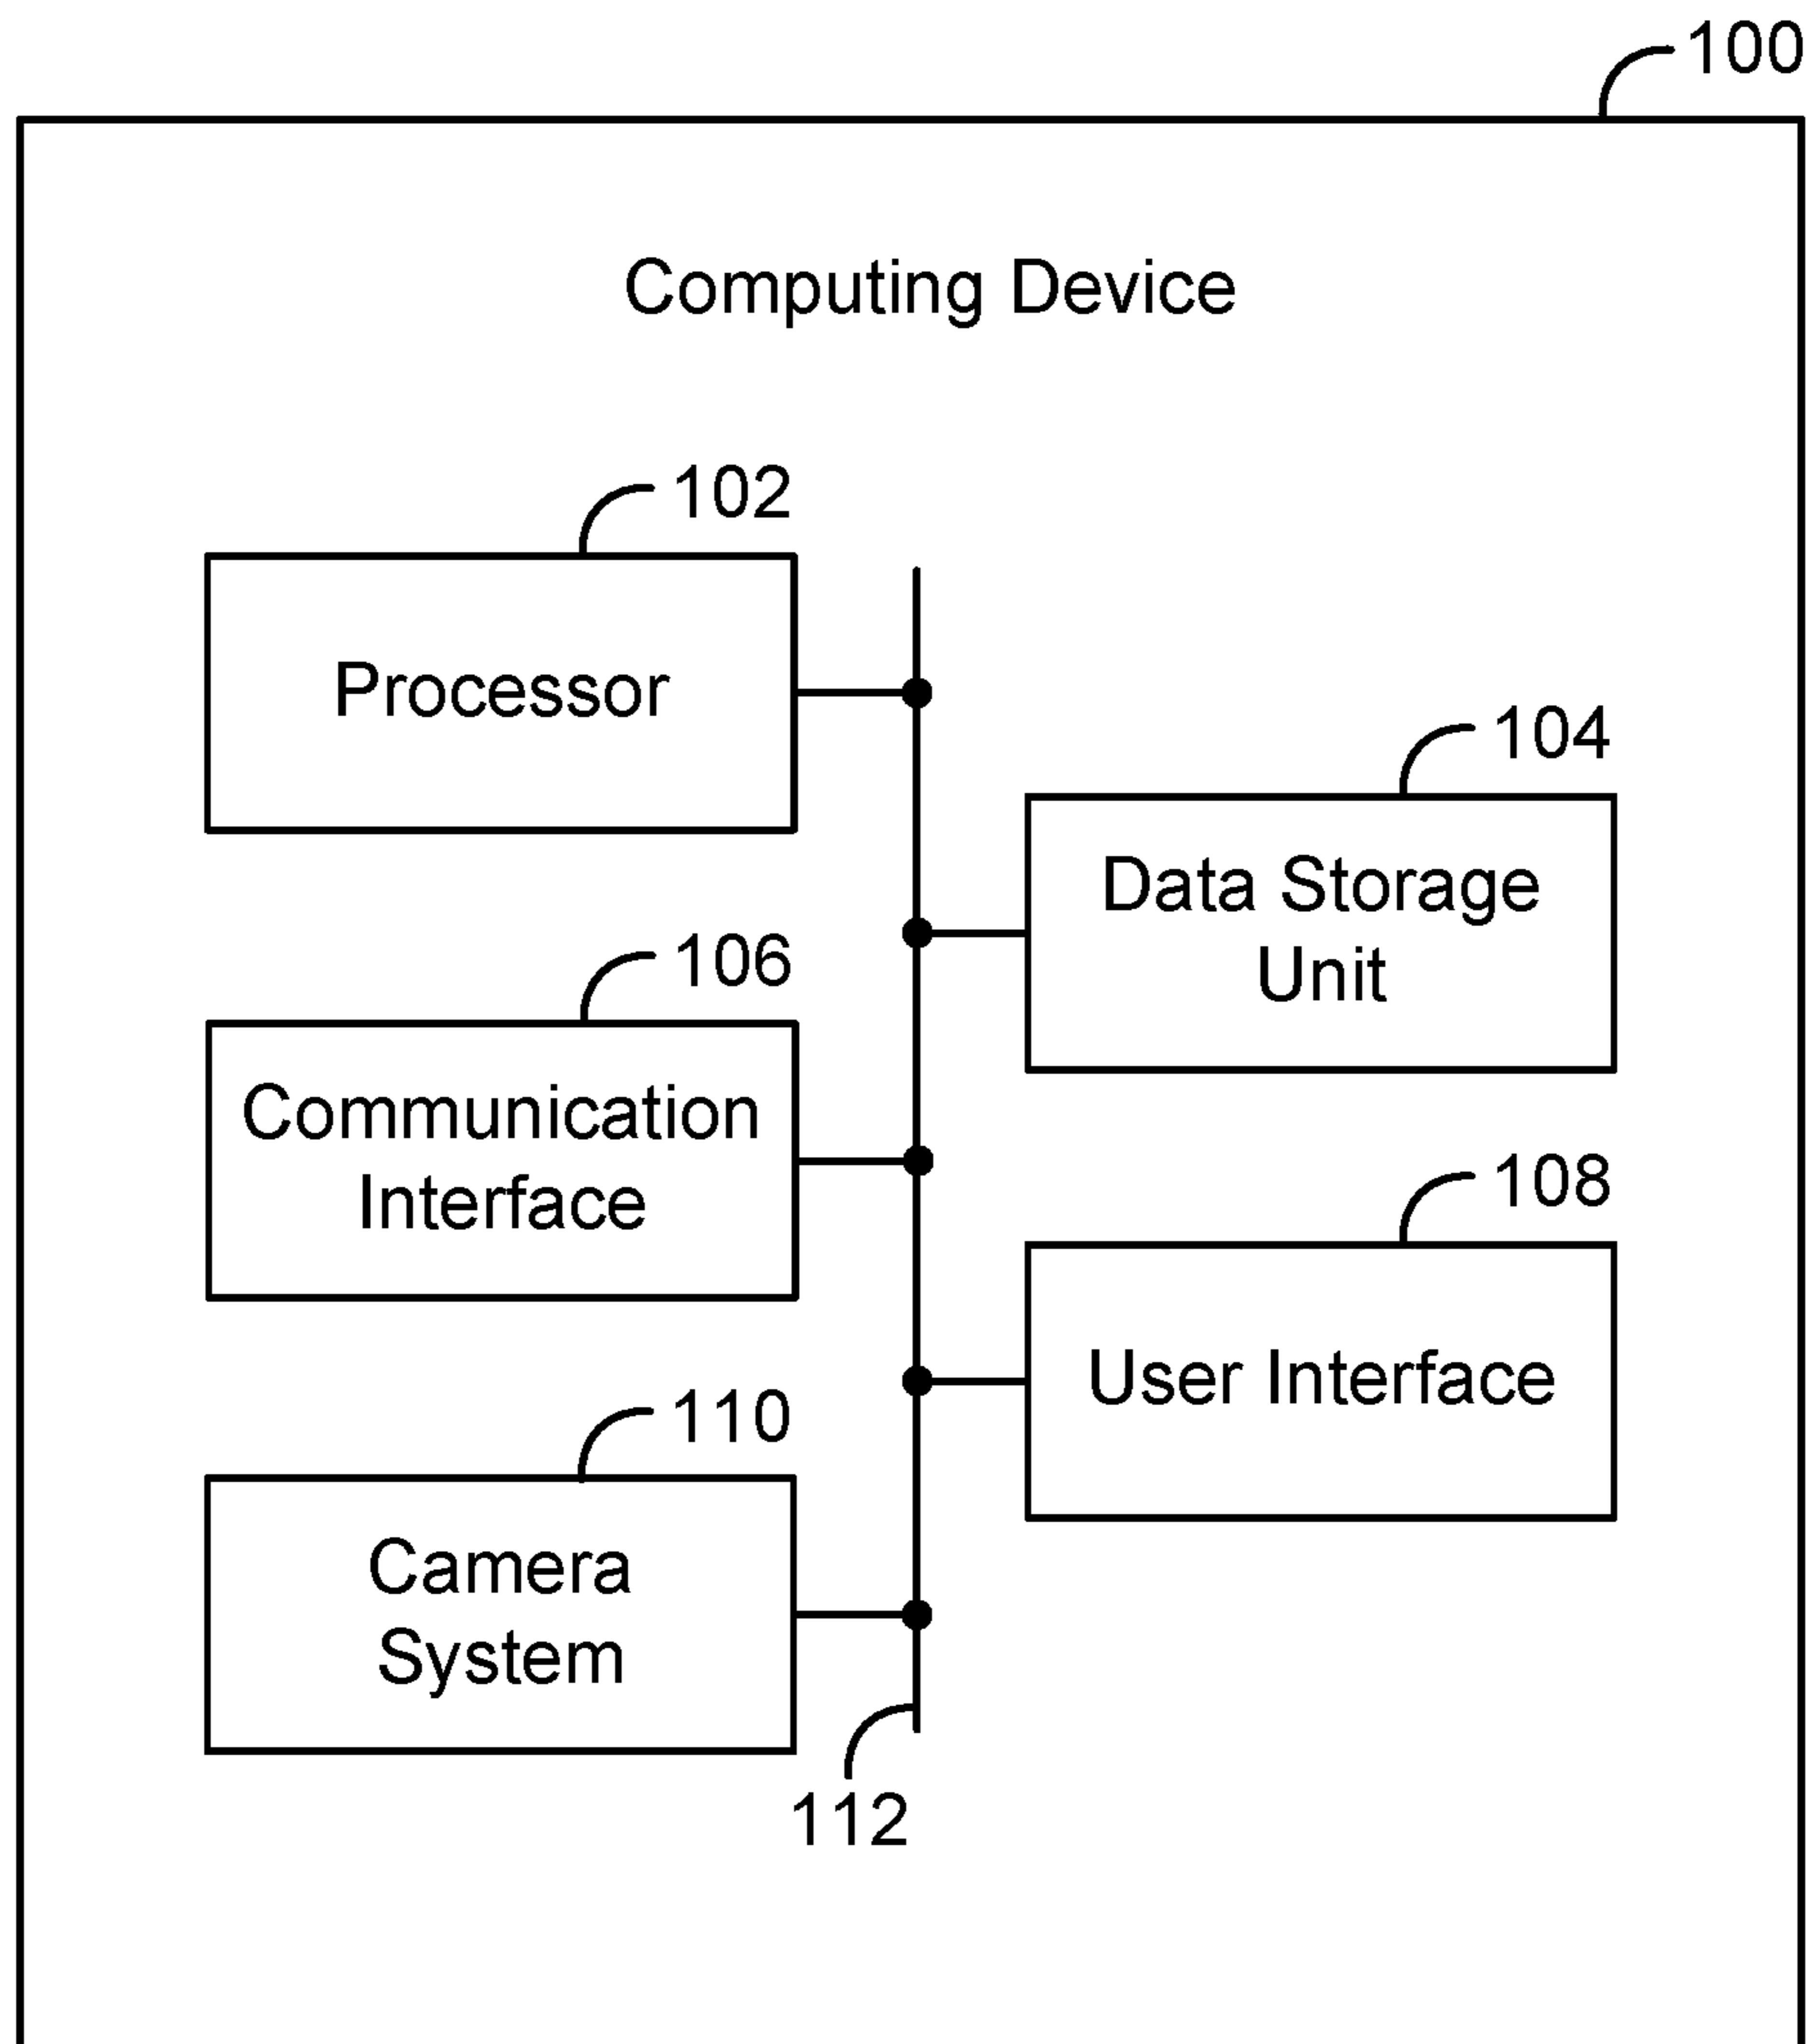 100
Computing Device
102
Processor
104
Data Storage
Unit
106
Communication
Interface
108
User Interface
110
Camera
System
112